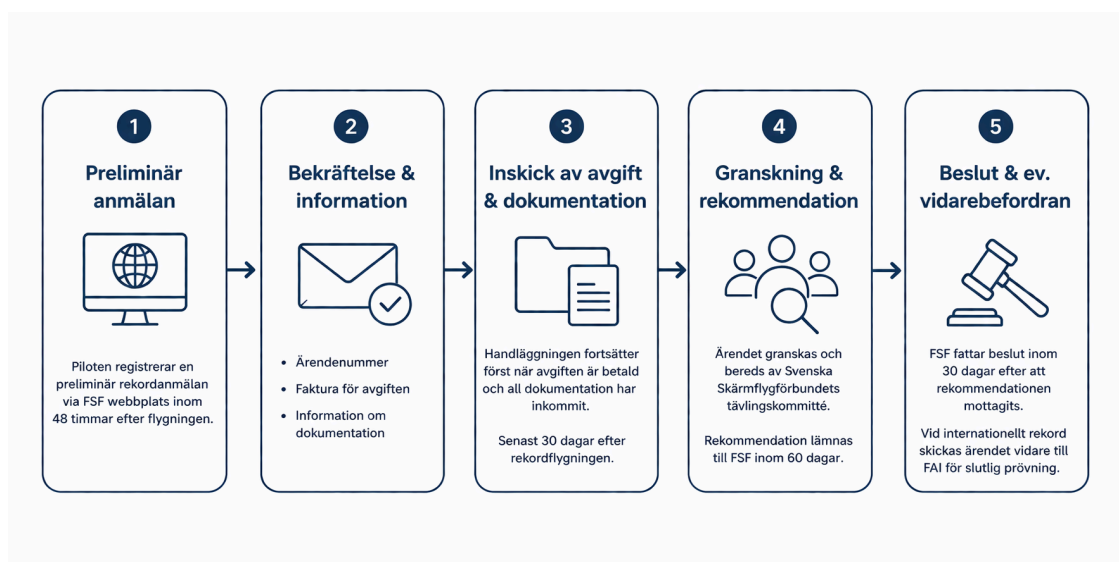 1
Preliminär
anmälan
Piloten registrerar en
preliminär rekordanmälan
via FSF webbplats inom
48 timmar efter flygningen.
2
Bekräftelse &
information
• Ärendenummer
• Faktura för avgiften
• Information om
dokumentation
3
Inskick av avgift
& dokumentation
Handläggningen fortsätter
först när avgiften är betald
och all dokumentation har
inkommit.
Senast 30 dagar efter
rekordflygningen.
4
Granskning &
rekommendation
Ärendet granskas och
bereds av Svenska
Skärmflygförbundets
tävlingskommitté.
Rekommendation lämnas
till FSF inom 60 dagar.
5
Beslut & ev.
vidarebefordran
FSF fattar beslut inom
30 dagar efter att
rekommendationen
mottagits.
Vid internationellt rekord
skickas ärendet vidare till
FAI för slutlig prövning.